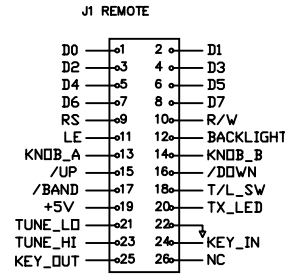 J1 REMOTE
D0 1 2 D1
D2 3 4 D3
D4 5 6 D5
D6 7 8 D7
RS 9 10 R/W
LE 11 12 BACKLIGHT
KNOB_A 13 14 KNOB_B
/UP 15 16 /DOWN
/BAND 17 18 T/L_SW
+5V 19 20 TX_LED
TUNE_LO 21 22
TUNE_HI 23 24 KEY_IN
KEY_OUT 25 26 NC